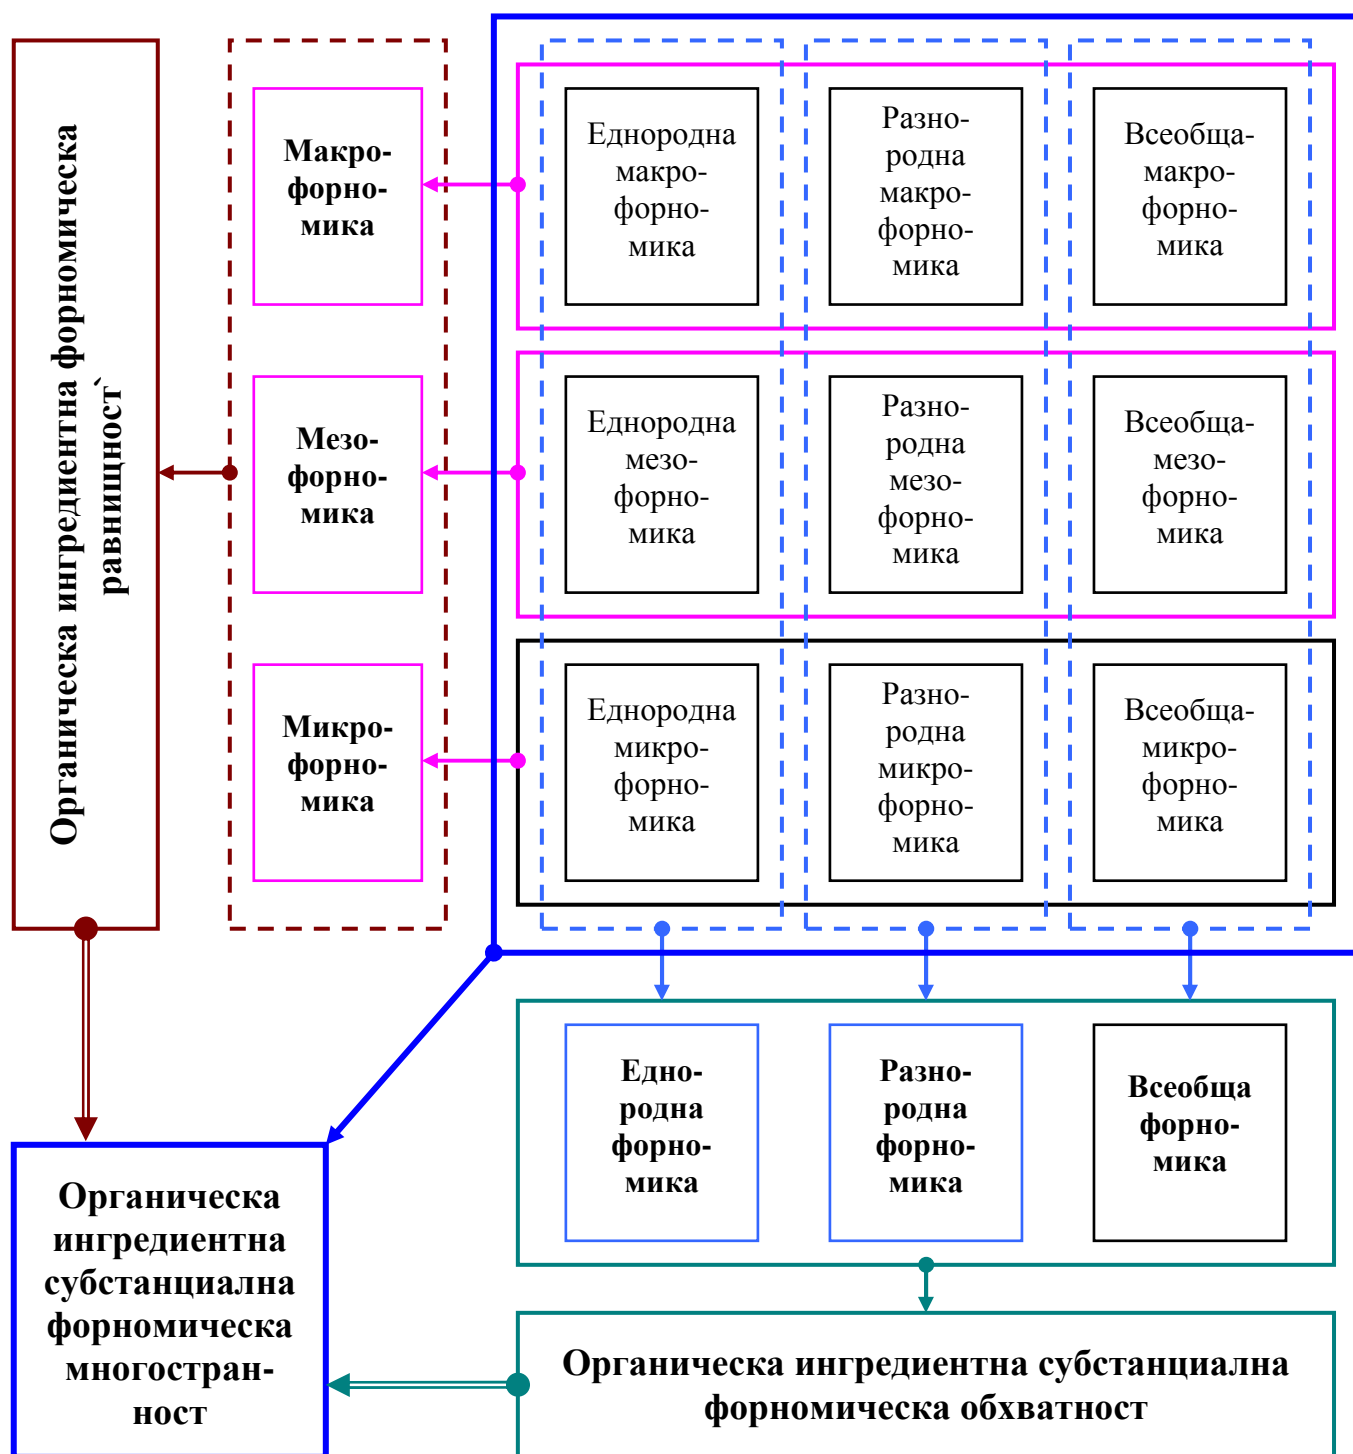 Органическа ингредиентна форномическа
равнищност`
Макро-
форно-
мика
Еднородна
макро-
форно-
мика
Разно-
родна
макро-
форно-
мика
Всеобща-
макро-
форно-
мика
Мезо-
форно-
мика
Еднородна
мезо-
форно-
мика
Разно-
родна
мезо-
форно-
мика
Всеобща-
мезо-
форно-
мика
Микро-
форно-
мика
Еднородна
микро-
форно-
мика
Разно-
родна
микро-
форно-
мика
Всеобща-
микро-
форно-
мика
Едно-
родна
форно-
мика
Разно-
родна
форно-
мика
Всеобща
форно-
мика
Органическа
ингредиентна
субстанциална
форномическа
многостран-
ност
Органическа ингредиентна субстанциална
форномическа обхватност